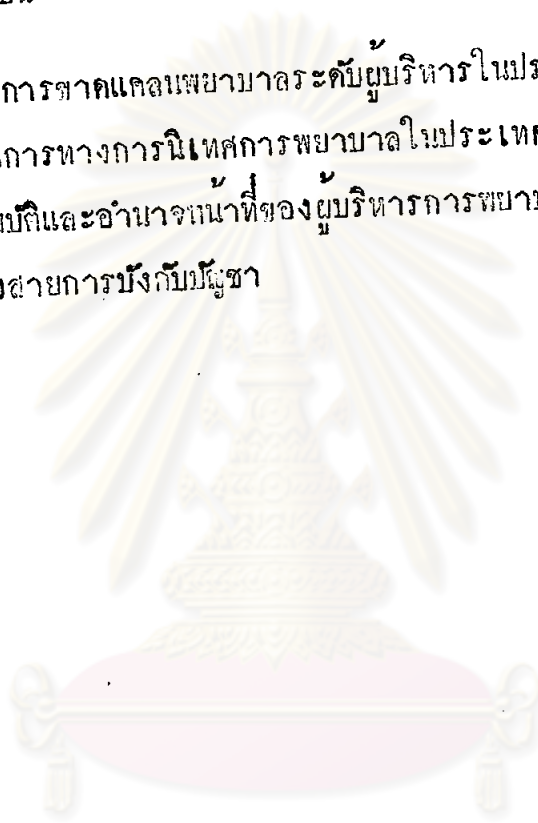 การขาดแคลนพยาบาลระดับผู้บริหารในประ
การทางการนิเทศการพยาบาลในประเทศ
บัติและอำนาจหน้าที่ของผู้บริหารการพยาบ
สายการบังกับบัญชา